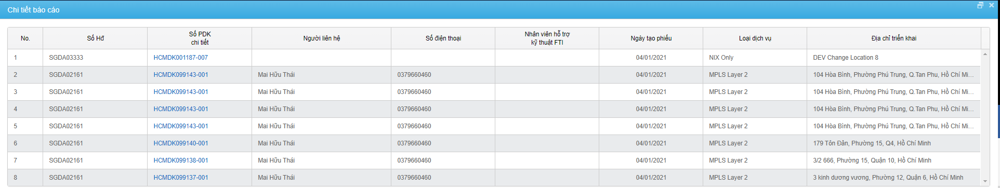 Chi tiết báo cáo
No. Số Hđ Số PDK chi tiết Người liên hệ Số điện thoại Nhân viên hỗ trợ kỹ thuật FTI Ngày tạo phiếu Loại dịch vụ Địa chỉ triển khai
1 SGDA03333 HCMDK001187-007 04/01/2021 NIX Only DEV Change Location 8
2 SGDA02161 HCMDK099143-001 Mai Hữu Thái 0379660460 04/01/2021 MPLS Layer 2 104 Hòa Bình, Phường Phú Trung, Q.Tan Phu, Hồ Chí Mi...
3 SGDA02161 HCMDK099143-001 Mai Hữu Thái 0379660460 04/01/2021 MPLS Layer 2 104 Hòa Bình, Phường Phú Trung, Q.Tan Phu, Hồ Chí Mi...
4 SGDA02161 HCMDK099143-001 Mai Hữu Thái 0379660460 04/01/2021 MPLS Layer 2 104 Hòa Bình, Phường Phú Trung, Q.Tan Phu, Hồ Chí Mi...
5 SGDA02161 HCMDK099143-001 Mai Hữu Thái 0379660460 04/01/2021 MPLS Layer 2 104 Hòa Bình, Phường Phú Trung, Q.Tan Phu, Hồ Chí Mi...
6 SGDA02161 HCMDK099140-001 Mai Hữu Thái 0379660460 04/01/2021 MPLS Layer 2 179 Tôn Đản, Phường 15, Q4, Hồ Chí Minh
7 SGDA02161 HCMDK099138-001 Mai Hữu Thái 0379660460 04/01/2021 MPLS Layer 2 3/2 666, Phường 15, Quận 10, Hồ Chí Minh
8 SGDA02161 HCMDK099137-001 Mai Hữu Thái 0379660460 04/01/2021 MPLS Layer 2 3 kinh dương vương, Phường 12, Quận 6, Hồ Chí Minh